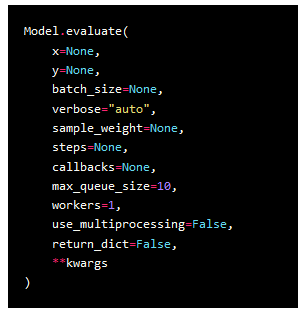 Model.evaluate(
    x=None,
    y=None,
    batch_size=None,
    verbose="auto",
    sample_weight=None,
    steps=None,
    callbacks=None,
    max_queue_size=10,
    workers=1,
    use_multiprocessing=False,
    return_dict=False,
    **kwargs
)